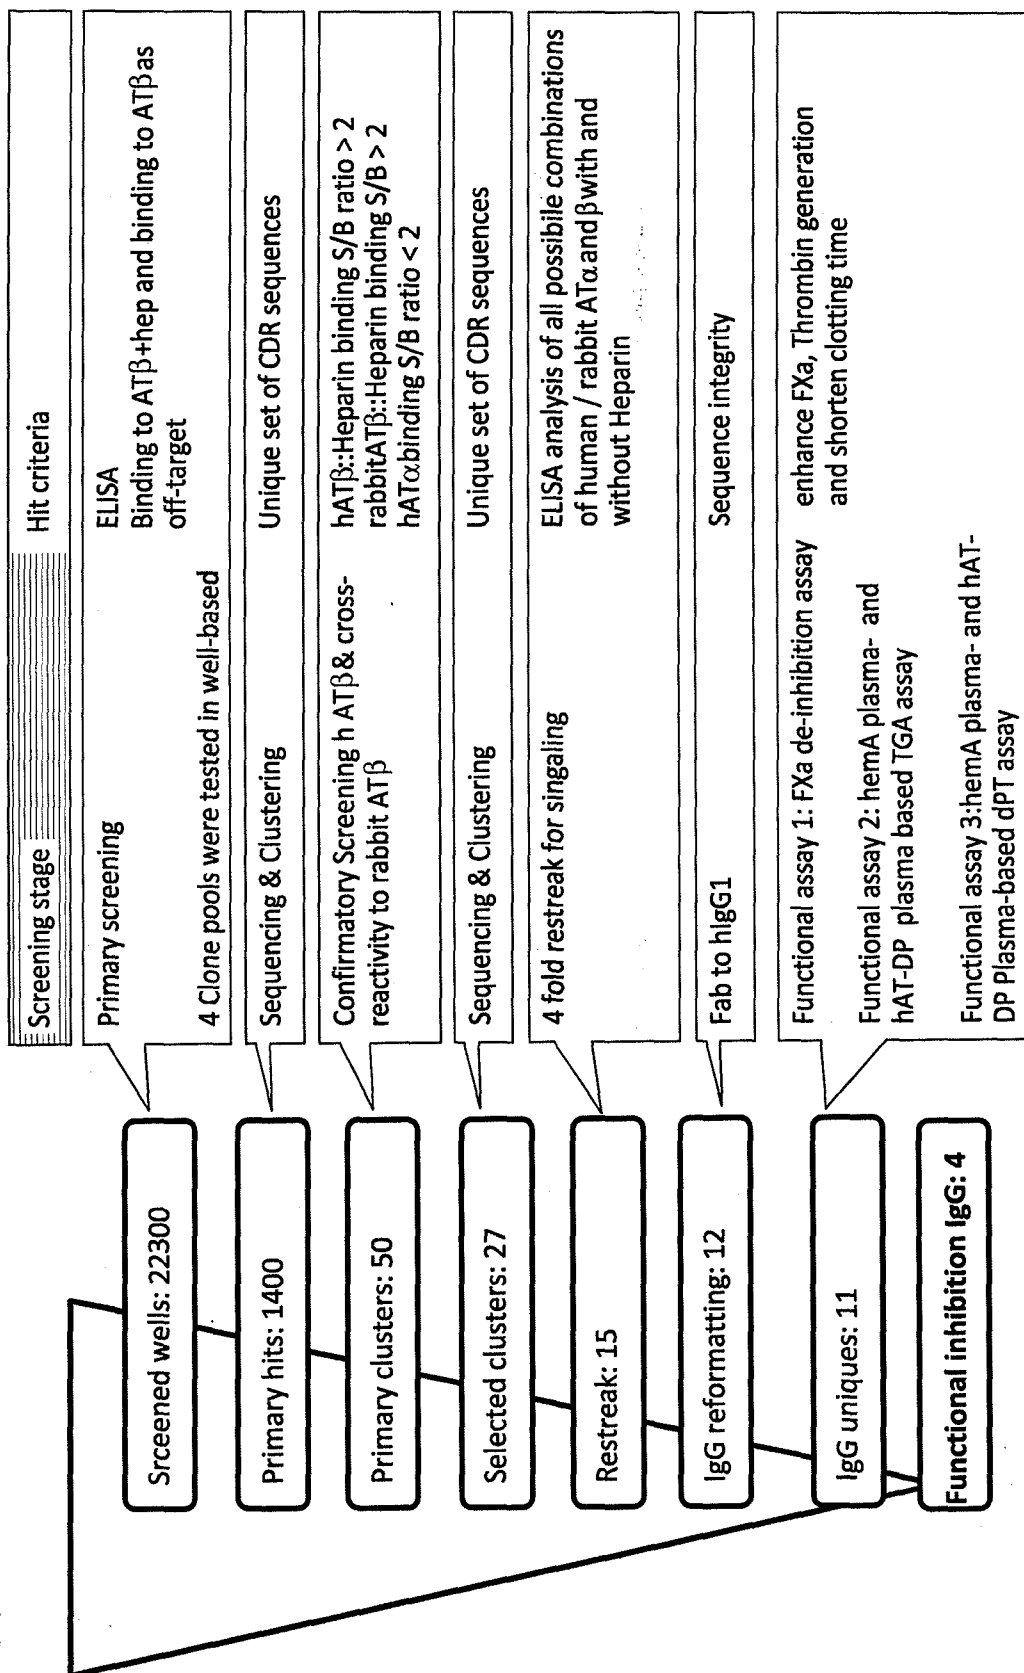 Screening stage
Hit criteria
Srceened wells: 22300
Primary screening
4 Clone pools were tested in well-based
ELISA
Binding to ATβ+hep and binding to ATβ as
off-target
Primary hits: 1400
Sequencing & Clustering
Unique set of CDR sequences
Primary clusters: 50
Confirmatory Screening h ATβ & cross-
reactivity to rabbit ATβ
hATβ::Heparin binding S/B ratio > 2
rabbitATβ::Heparin binding S/B > 2
hATα binding S/B ratio < 2
Selected clusters: 27
Sequencing & Clustering
Unique set of CDR sequences
Restreak: 15
4 fold restreak for singaling
ELISA analysis of all possibile combinations
of human / rabbit ATα and β with and
without Heparin
IgG reformatting: 12
Fab to hIgG1
Sequence integrity
IgG uniques: 11
Functional assay 1: FXa de-inhibition assay
Functional assay 2: hemA plasma- and
hAT-DP plasma based TGA assay
Functional assay 3:hemA plasma- and hAT-
DP Plasma-based dPT assay
enhance FXa, Thrombin generation
and shorten clotting time
Functional inhibition IgG: 4